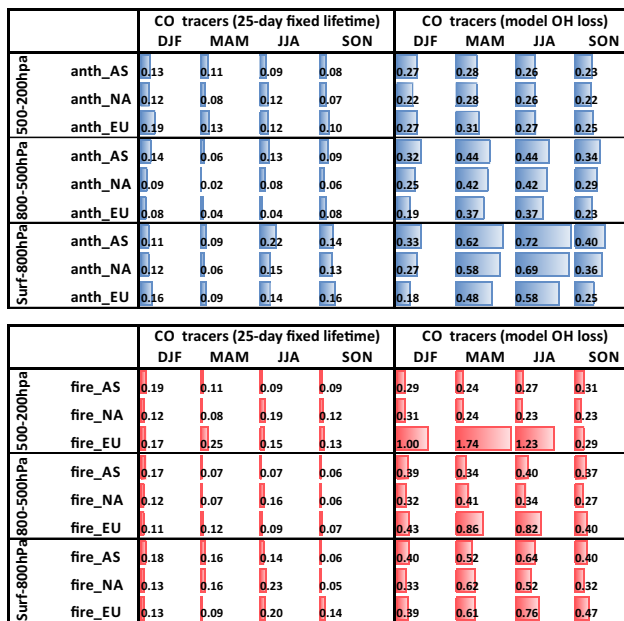 CO tracers (25-day fixed lifetime) CO tracers (model OH loss)
DJF MAM JJA SON DJF MAM JJA SON
500-200hpa
anth_AS 0.13 0.11 0.09 0.08 0.27 0.28 0.26 0.23
anth_NA 0.12 0.08 0.12 0.07 0.22 0.28 0.26 0.22
anth_EU 0.19 0.13 0.12 0.10 0.27 0.31 0.27 0.25
800-500hPa
anth_AS 0.14 0.06 0.13 0.09 0.32 0.44 0.44 0.34
anth_NA 0.09 0.02 0.08 0.06 0.25 0.42 0.42 0.29
anth_EU 0.08 0.04 0.04 0.08 0.19 0.37 0.37 0.23
Surf-800hPa
anth_AS 0.11 0.09 0.22 0.14 0.33 0.62 0.72 0.40
anth_NA 0.12 0.06 0.15 0.13 0.27 0.58 0.69 0.36
anth_EU 0.16 0.09 0.14 0.16 0.18 0.48 0.58 0.25
CO tracers (25-day fixed lifetime) CO tracers (model OH loss)
DJF MAM JJA SON DJF MAM JJA SON
500-200hpa
fire_AS 0.19 0.11 0.09 0.09 0.29 0.24 0.27 0.31
fire_NA 0.12 0.08 0.19 0.12 0.31 0.24 0.23 0.23
fire_EU 0.17 0.25 0.15 0.13 1.00 1.74 1.23 0.29
800-500hPa
fire_AS 0.17 0.07 0.07 0.06 0.39 0.34 0.40 0.37
fire_NA 0.12 0.07 0.16 0.06 0.32 0.41 0.34 0.27
fire_EU 0.11 0.12 0.09 0.07 0.43 0.86 0.82 0.40
Surf-800hPa
fire_AS 0.18 0.16 0.14 0.06 0.40 0.52 0.64 0.40
fire_NA 0.13 0.16 0.23 0.05 0.33 0.62 0.52 0.32
fire_EU 0.13 0.09 0.20 0.14 0.39 0.61 0.76 0.47